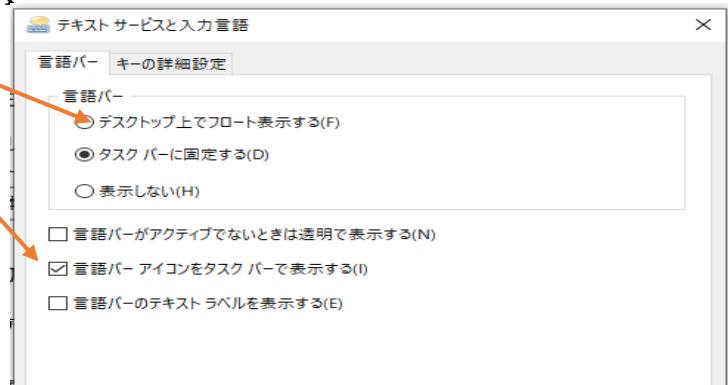 テキスト サービスと入力言語
言語バー キーの詳細設定
言語バー
デスクトップ上でフロート表示する(F)
タスク バーに固定する(D)
表示しない(H)
言語バーがアクティブでないときは透明で表示する(N)
言語バー アイコンをタスク バーで表示する(I)
言語バーのテキスト ラベルを表示する(E)